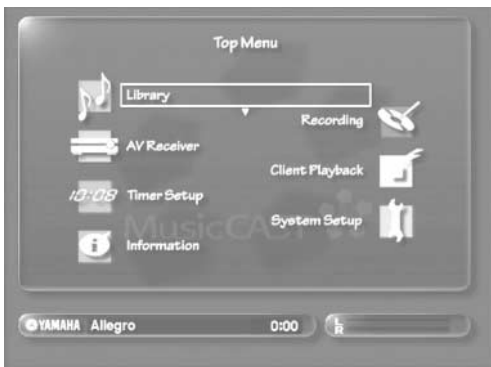 Top Menu
Library
Recording
AV Receiver
Client Playback
10:08 Timer Setup
System Setup
MusicCAST
Information
YAMAHA Allegro 0:00 L
R